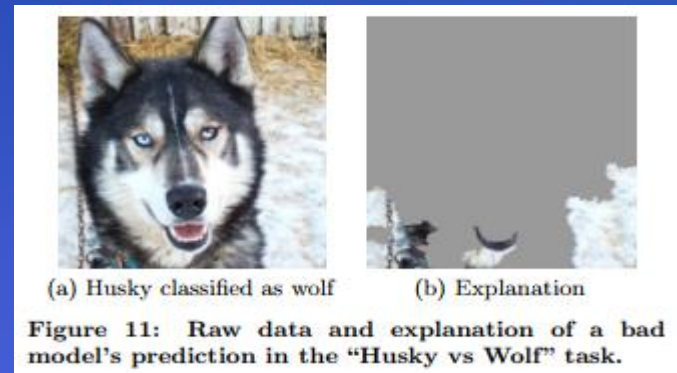 (a) Husky classified as wolf
(b) Explanation
Figure 11: Raw data and explanation of a bad
model's prediction in the "Husky vs Wolf" task.